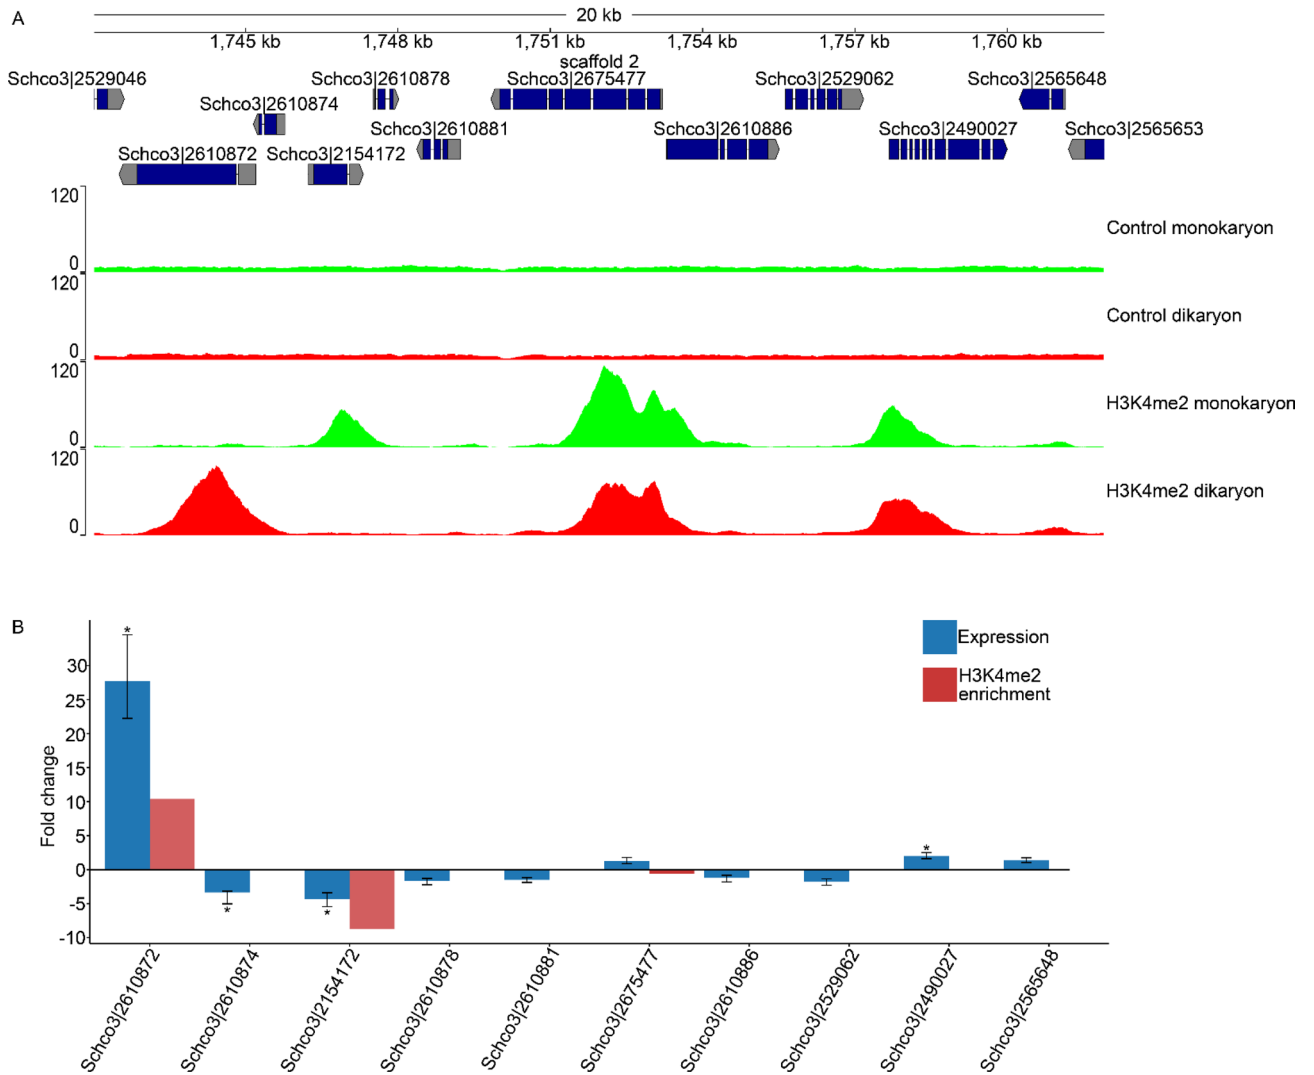 A
20 kb
1,745 kb 1,748 kb 1,751 kb 1,754 kb 1,757 kb 1,760 kb
scaffold 2
Schco3|2529046 Schco3|2610878 Schco3|2675477 Schco3|2529062 Schco3|2565648
Schco3|2610874
Schco3|2610881 Schco3|2610886 Schco3|2490027 Schco3|2565653
Schco3|2610872 Schco3|2154172
120
Control monokaryon
0
120
Control dikaryon
0
120
H3K4me2 monokaryon
0
120
H3K4me2 dikaryon
0
B
Expression
H3K4me2
enrichment
Fold change
30
25
20
15
10
5
0
-5
-10
*
*
*
*
Schco3|2610872
Schco3|2610874
Schco3|2154172
Schco3|2610878
Schco3|2610881
Schco3|2675477
Schco3|2610886
Schco3|2529062
Schco3|2490027
Schco3|2565648